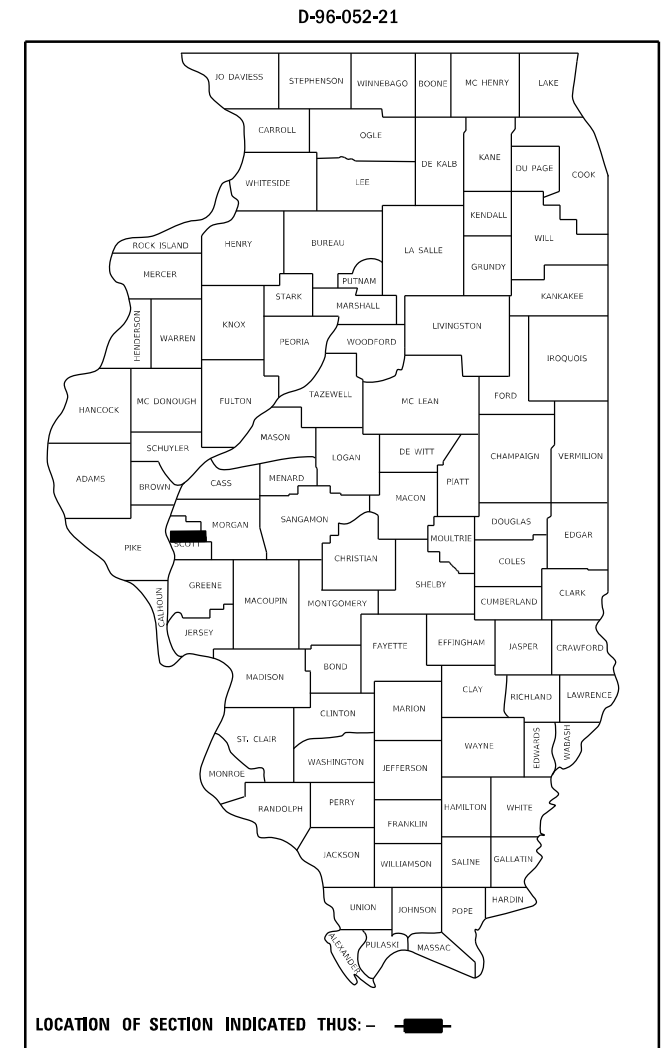 D-96-052-21
JO DAVIESS
STEPHENSON
WINNEBAGO
BOONE
MC HENRY
LAKE
CARROLL
OGLE
DE KALB
KANE
DU PAGE
COOK
WHITESIDE
LEE
KENDALL
WILL
ROCK ISLAND
HENRY
BUREAU
LA SALLE
GRUNDY
MERCER
PUTNAM
STARK
MARSHALL
KANKAKEE
HENDERSON
WARREN
KNOX
PEORIA
WOODFORD
LIVINGSTON
IROQUOIS
HANCOCK
MC DONOUGH
FULTON
TAZEWELL
MC LEAN
FORD
SCHUYLER
MASON
LOGAN
DE WITT
CHAMPAIGN
VERMILION
ADAMS
BROWN
CASS
MENARD
PIATT
MACON
PIKE
SCOTT
MORGAN
SANGAMON
CHRISTIAN
MOULTRIE
DOUGLAS
EDGAR
COLES
SHELBY
CALHOUN
GREENE
MACOUPIN
MONTGOMERY
CUMBERLAND
CLARK
JERSEY
FAYETTE
EFFINGHAM
JASPER
CRAWFORD
MADISON
BOND
CLAY
RICHLAND
LAWRENCE
CLINTON
MARION
ST. CLAIR
WAYNE
EDWARDS
WABASH
MONROE
WASHINGTON
JEFFERSON
RANDOLPH
PERRY
HAMILTON
WHITE
FRANKLIN
JACKSON
WILLIAMSON
SALINE
GALLATIN
UNION
JOHNSON
POPE
HARDIN
ALEXANDER
PULASKI
MASSAC
LOCATION OF SECTION INDICATED THUS: –